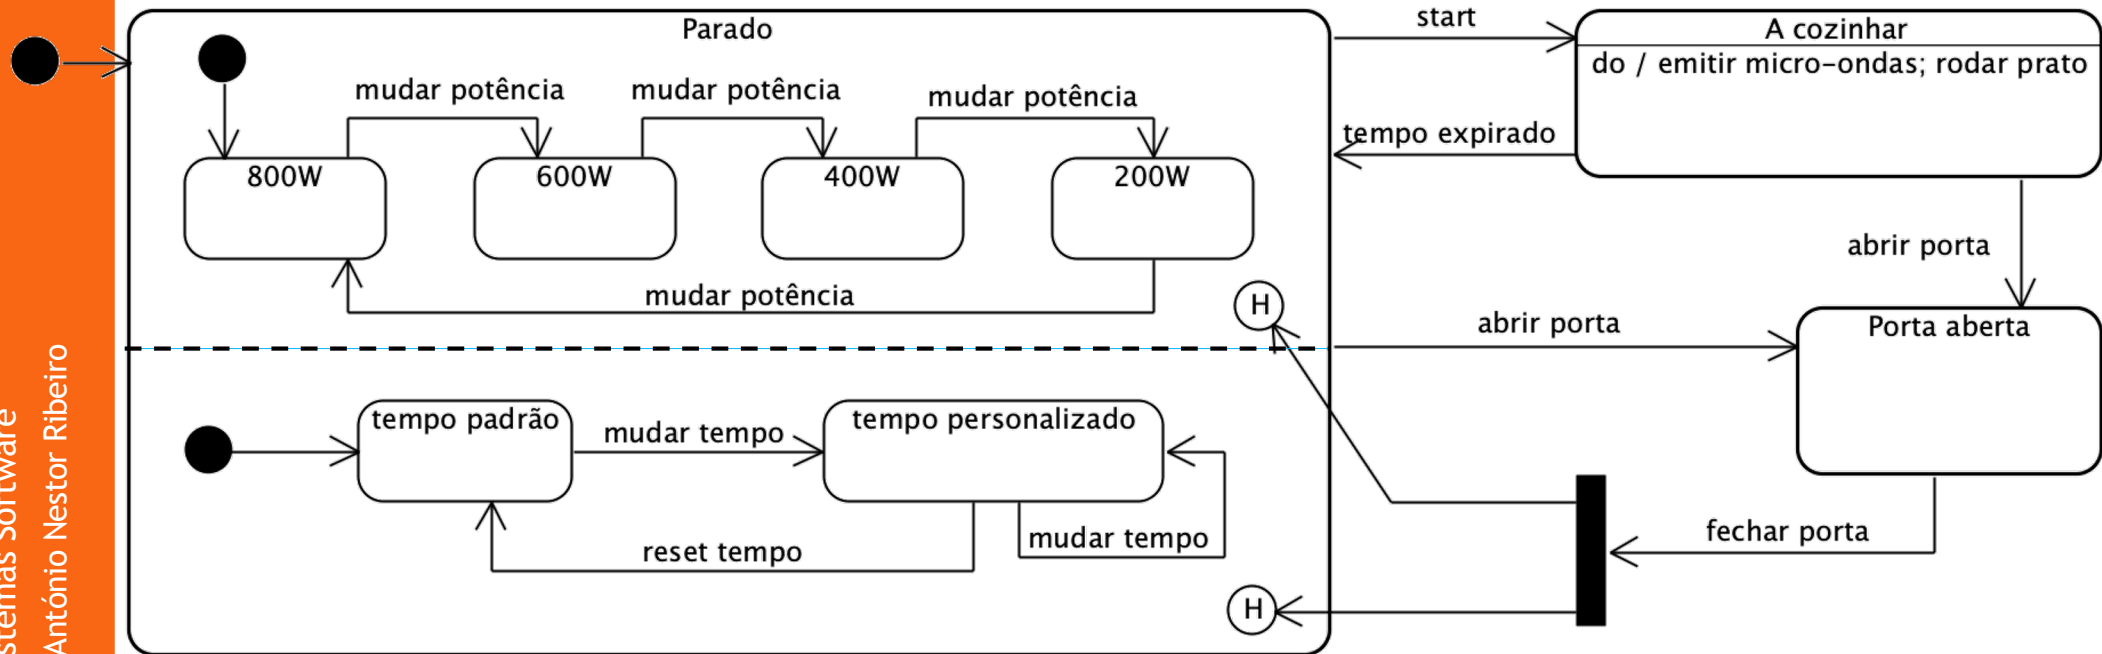 Parado
start
A cozinhar
do / emitir micro-ondas; rodar prato
mudar potência
mudar potência
mudar potência
tempo expirado
800W
600W
400W
200W
abrir porta
mudar potência
H
abrir porta
Porta aberta
tempo padrão
mudar tempo
tempo personalizado
reset tempo
mudar tempo
fechar porta
H
stemas Software
António Nestor Ribeiro